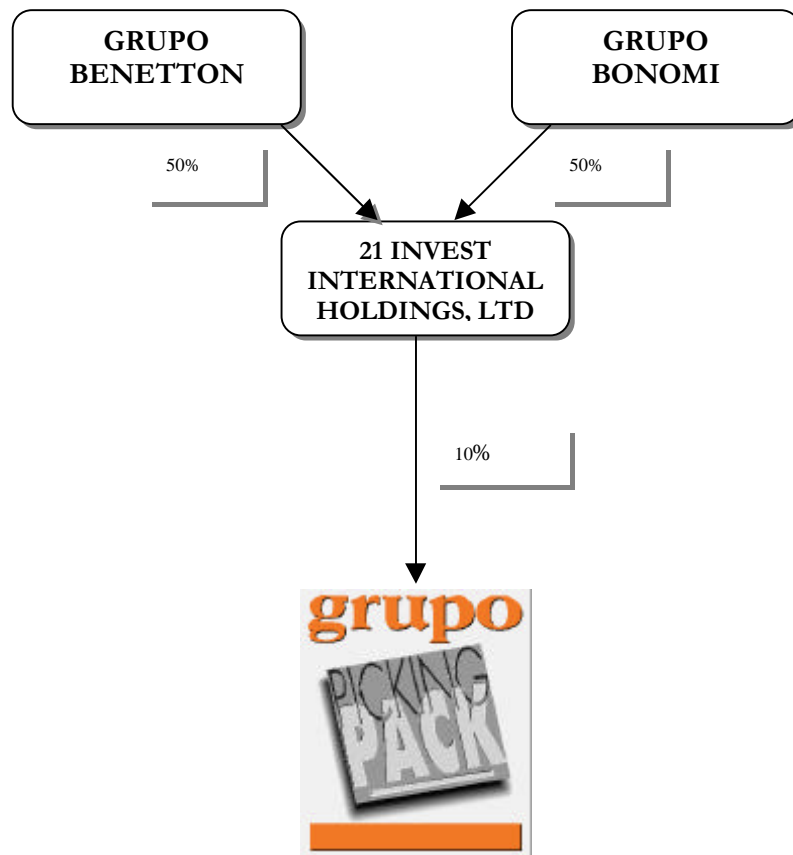 GRUPO
BENETTON
GRUPO
BONOMI
50%
50%
21 INVEST
INTERNATIONAL
HOLDINGS, LTD
10%
grupo
PICKING
PACK